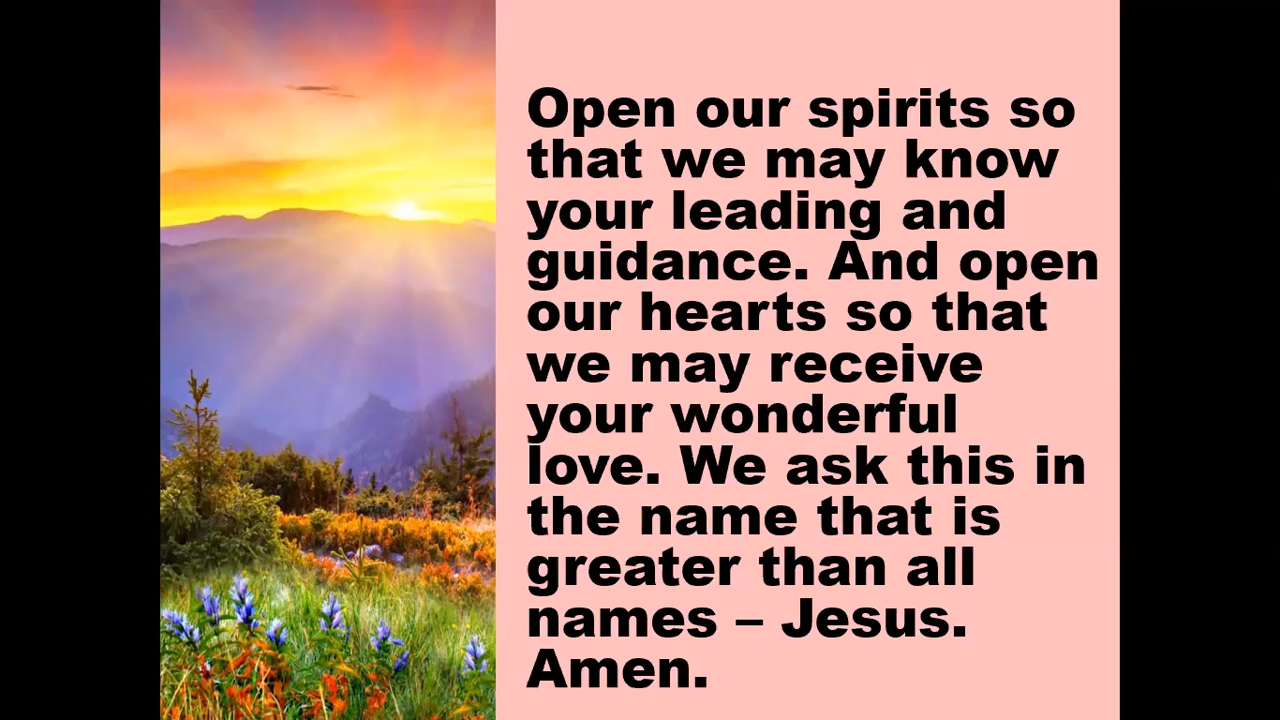 Open our spirits so
that we may know
your leading and
guidance. And open
our hearts so that
we may receive
your wonderful
love. We ask this in
the name that is
greater than all
names – Jesus.
Amen.